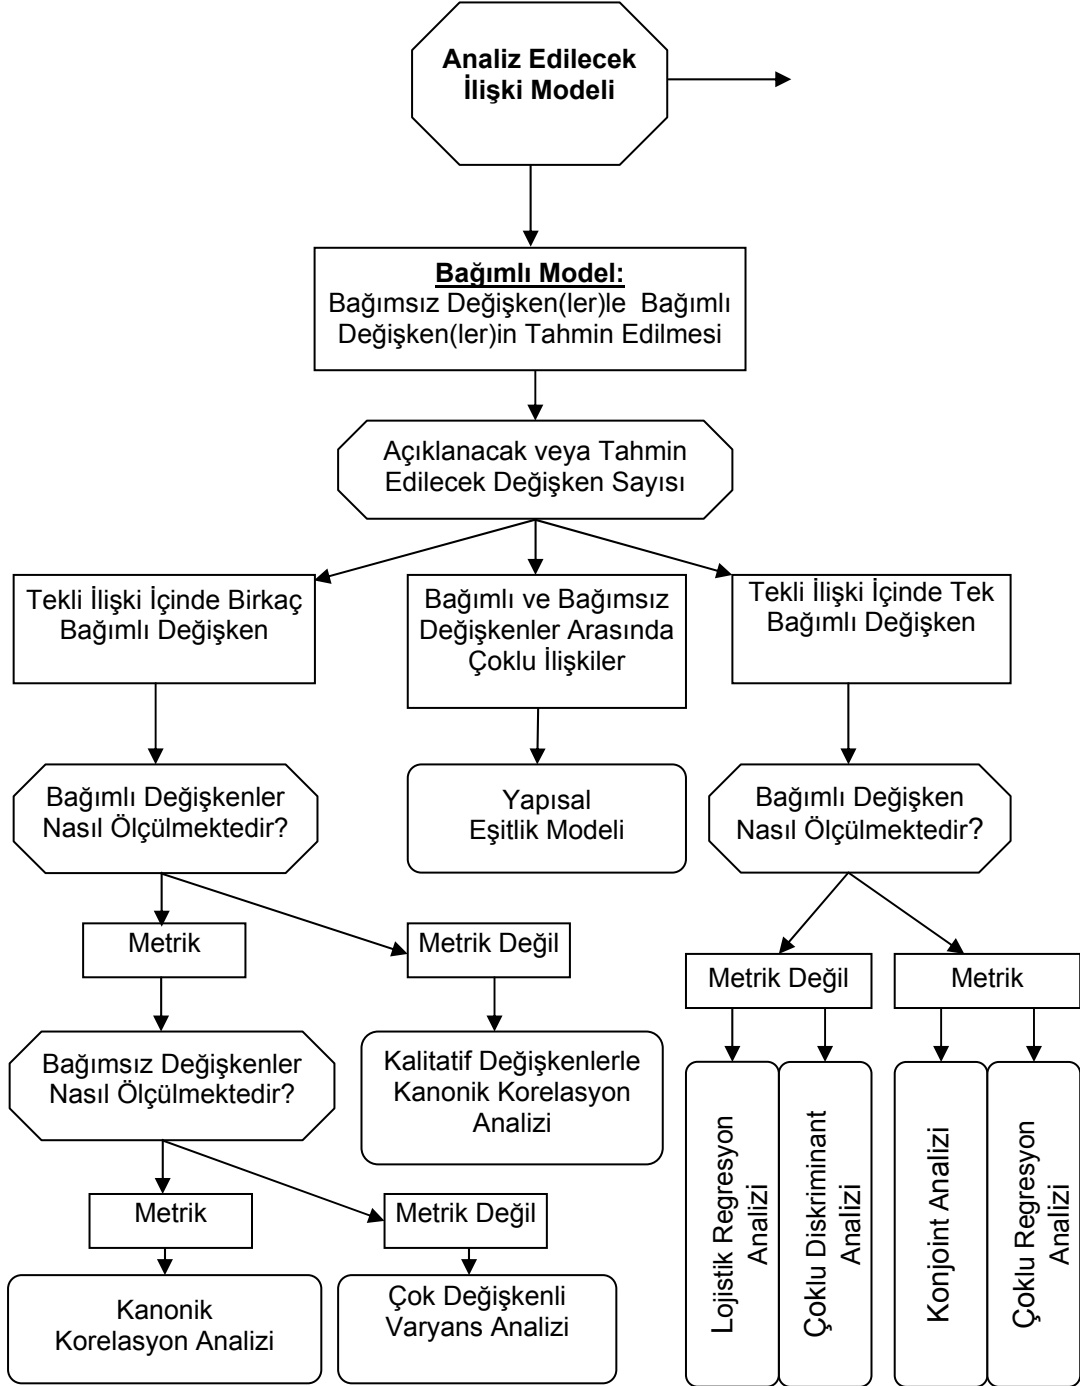 Analiz Edilecek
İlişki Modeli
Bağımlı Model:
Bağımsız Değişken(ler)le Bağımlı
Değişken(ler)in Tahmin Edilmesi
Açıklanacak veya Tahmin
Edilecek Değişken Sayısı
Tekli İlişki İçinde Birkaç
Bağımlı Değişken
Bağımlı ve Bağımsız
Değişkenler Arasında
Çoklu İlişkiler
Tekli İlişki İçinde Tek
Bağımlı Değişken
Bağımlı Değişkenler
Nasıl Ölçülmektedir?
Yapısal
Eşitlik Modeli
Bağımlı Değişken
Nasıl Ölçülmektedir?
Metrik
Metrik Değil
Metrik Değil
Metrik
Bağımsız Değişkenler
Nasıl Ölçülmektedir?
Kalitatif Değişkenlerle
Kanonik Korelasyon
Analizi
Lojistik Regresyon
Analizi
Çoklu Diskriminant
Analizi
Konjoint Analizi
Çoklu Regresyon
Analizi
Metrik
Metrik Değil
Kanonik
Korelasyon Analizi
Çok Değişkenli
Varyans Analizi